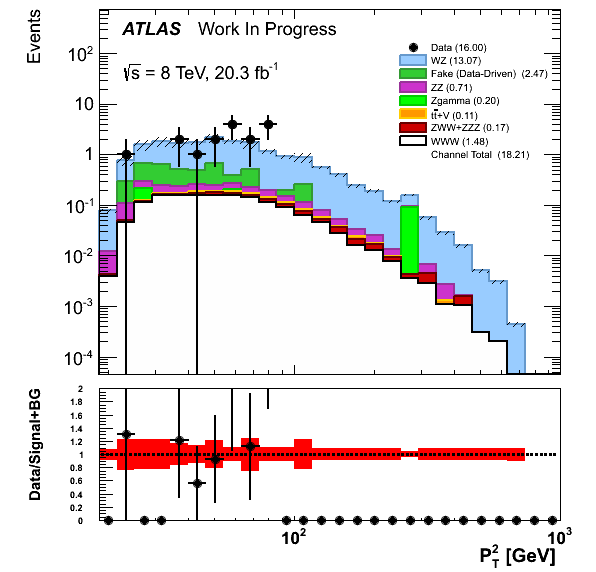 ATLAS Work In Progress
√s = 8 TeV, 20.3 fb⁻¹
Events
Data (16.00)
WZ (13.07)
Fake (Data-Driven) (2.47)
ZZ (0.71)
Zgamma (0.20)
tt̄+V (0.11)
ZWW+ZZZ (0.17)
WWW (1.48)
Channel Total (18.21)
10²
10
1
10⁻¹
10⁻²
10⁻³
10⁻⁴
Data/Signal+BG
2
1.8
1.6
1.4
1.2
1
0.8
0.6
0.4
0.2
0
10²
10³
P_T² [GeV]